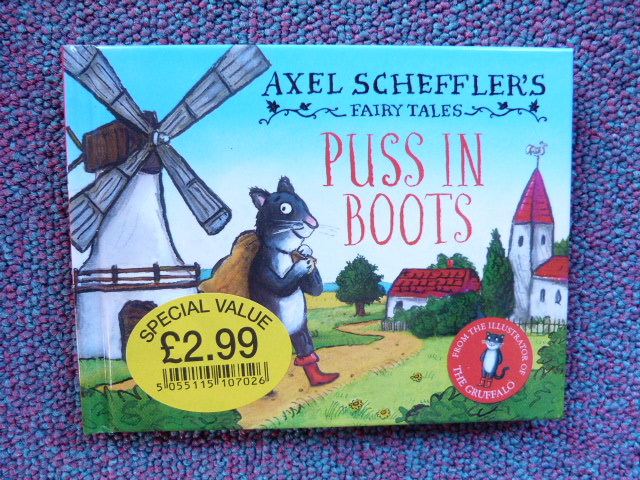 AXEL SCHEFFLER'S
FAIRY TALES
PUSS IN
BOOTS
SPECIAL VALUE
£2.99
5 055115 107026
FROM THE ILLUSTRATOR OF
THE GRUFFALO